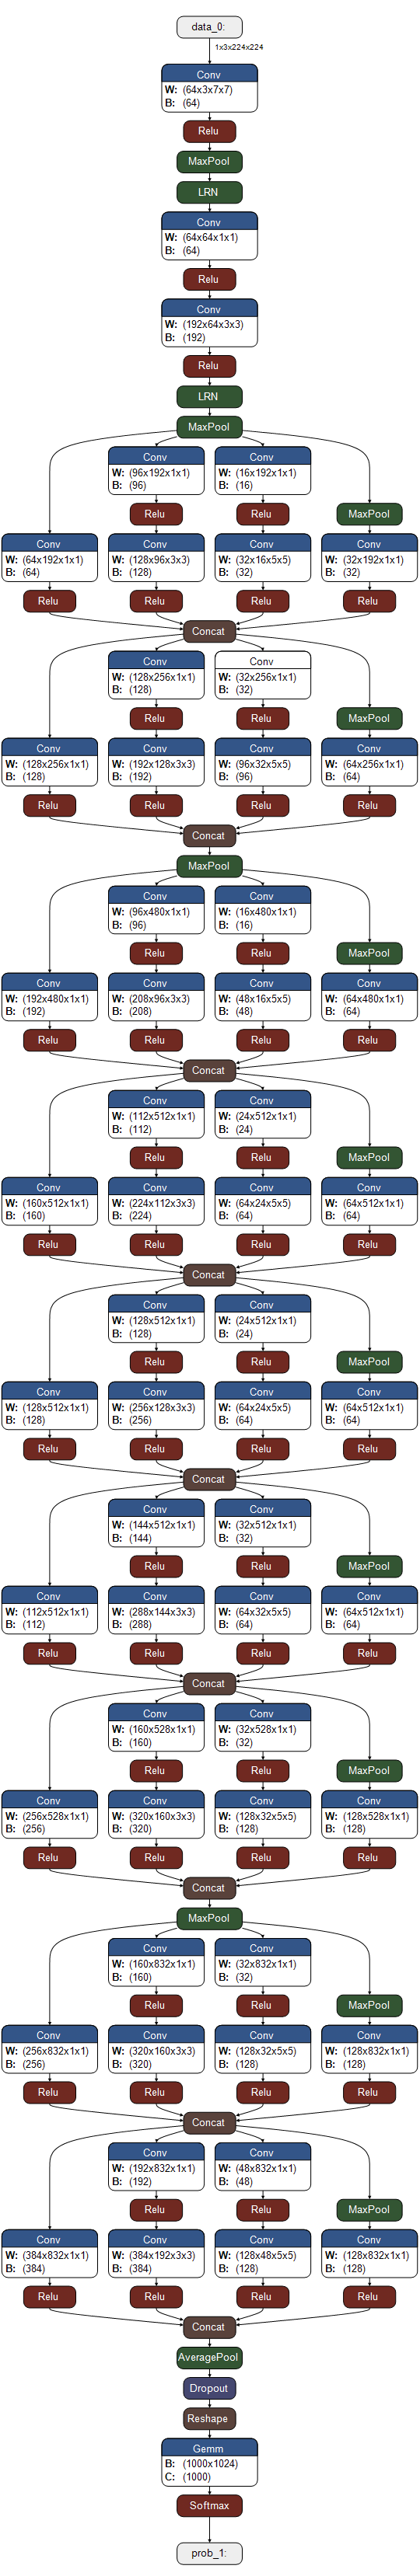 data_0:
1x3x224x224
Conv
W: (64x3x7x7)
B: (64)
Relu
MaxPool
LRN
Conv
W: (64x64x1x1)
B: (64)
Relu
Conv
W: (192x64x3x3)
B: (192)
Relu
LRN
MaxPool
Conv Conv
W: (96x192x1x1) W: (16x192x1x1)
B: (96) B: (16)
Relu Relu MaxPool
Conv Conv Conv Conv
W: (64x192x1x1) W: (128x96x3x3) W: (32x16x5x5) W: (32x192x1x1)
B: (64) B: (128) B: (32) B: (32)
Relu Relu Relu Relu
Concat
Conv Conv
W: (128x256x1x1) W: (32x256x1x1)
B: (128) B: (32)
Relu Relu MaxPool
Conv Conv Conv Conv
W: (128x256x1x1) W: (192x128x3x3) W: (96x32x5x5) W: (64x256x1x1)
B: (128) B: (192) B: (96) B: (64)
Relu Relu Relu Relu
Concat
MaxPool
Conv Conv
W: (96x480x1x1) W: (16x480x1x1)
B: (96) B: (16)
Relu Relu MaxPool
Conv Conv Conv Conv
W: (192x480x1x1) W: (208x96x3x3) W: (48x16x5x5) W: (64x480x1x1)
B: (192) B: (208) B: (48) B: (64)
Relu Relu Relu Relu
Concat
Conv Conv
W: (112x512x1x1) W: (24x512x1x1)
B: (112) B: (24)
Relu Relu MaxPool
Conv Conv Conv Conv
W: (160x512x1x1) W: (224x112x3x3) W: (64x24x5x5) W: (64x512x1x1)
B: (160) B: (224) B: (64) B: (64)
Relu Relu Relu Relu
Concat
Conv Conv
W: (128x512x1x1) W: (24x512x1x1)
B: (128) B: (24)
Relu Relu MaxPool
Conv Conv Conv Conv
W: (128x512x1x1) W: (256x128x3x3) W: (64x24x5x5) W: (64x512x1x1)
B: (128) B: (256) B: (64) B: (64)
Relu Relu Relu Relu
Concat
Conv Conv
W: (144x512x1x1) W: (32x512x1x1)
B: (144) B: (32)
Relu Relu MaxPool
Conv Conv Conv Conv
W: (112x512x1x1) W: (288x144x3x3) W: (64x32x5x5) W: (64x512x1x1)
B: (112) B: (288) B: (64) B: (64)
Relu Relu Relu Relu
Concat
Conv Conv
W: (160x528x1x1) W: (32x528x1x1)
B: (160) B: (32)
Relu Relu MaxPool
Conv Conv Conv Conv
W: (256x528x1x1) W: (320x160x3x3) W: (128x32x5x5) W: (128x528x1x1)
B: (256) B: (320) B: (128) B: (128)
Relu Relu Relu Relu
Concat
MaxPool
Conv Conv
W: (160x832x1x1) W: (32x832x1x1)
B: (160) B: (32)
Relu Relu MaxPool
Conv Conv Conv Conv
W: (256x832x1x1) W: (320x160x3x3) W: (128x32x5x5) W: (128x832x1x1)
B: (256) B: (320) B: (128) B: (128)
Relu Relu Relu Relu
Concat
Conv Conv
W: (192x832x1x1) W: (48x832x1x1)
B: (192) B: (48)
Relu Relu MaxPool
Conv Conv Conv Conv
W: (384x832x1x1) W: (384x192x3x3) W: (128x48x5x5) W: (128x832x1x1)
B: (384) B: (384) B: (128) B: (128)
Relu Relu Relu Relu
Concat
AveragePool
Dropout
Reshape
Gemm
B: (1000x1024)
C: (1000)
Softmax
prob_1: